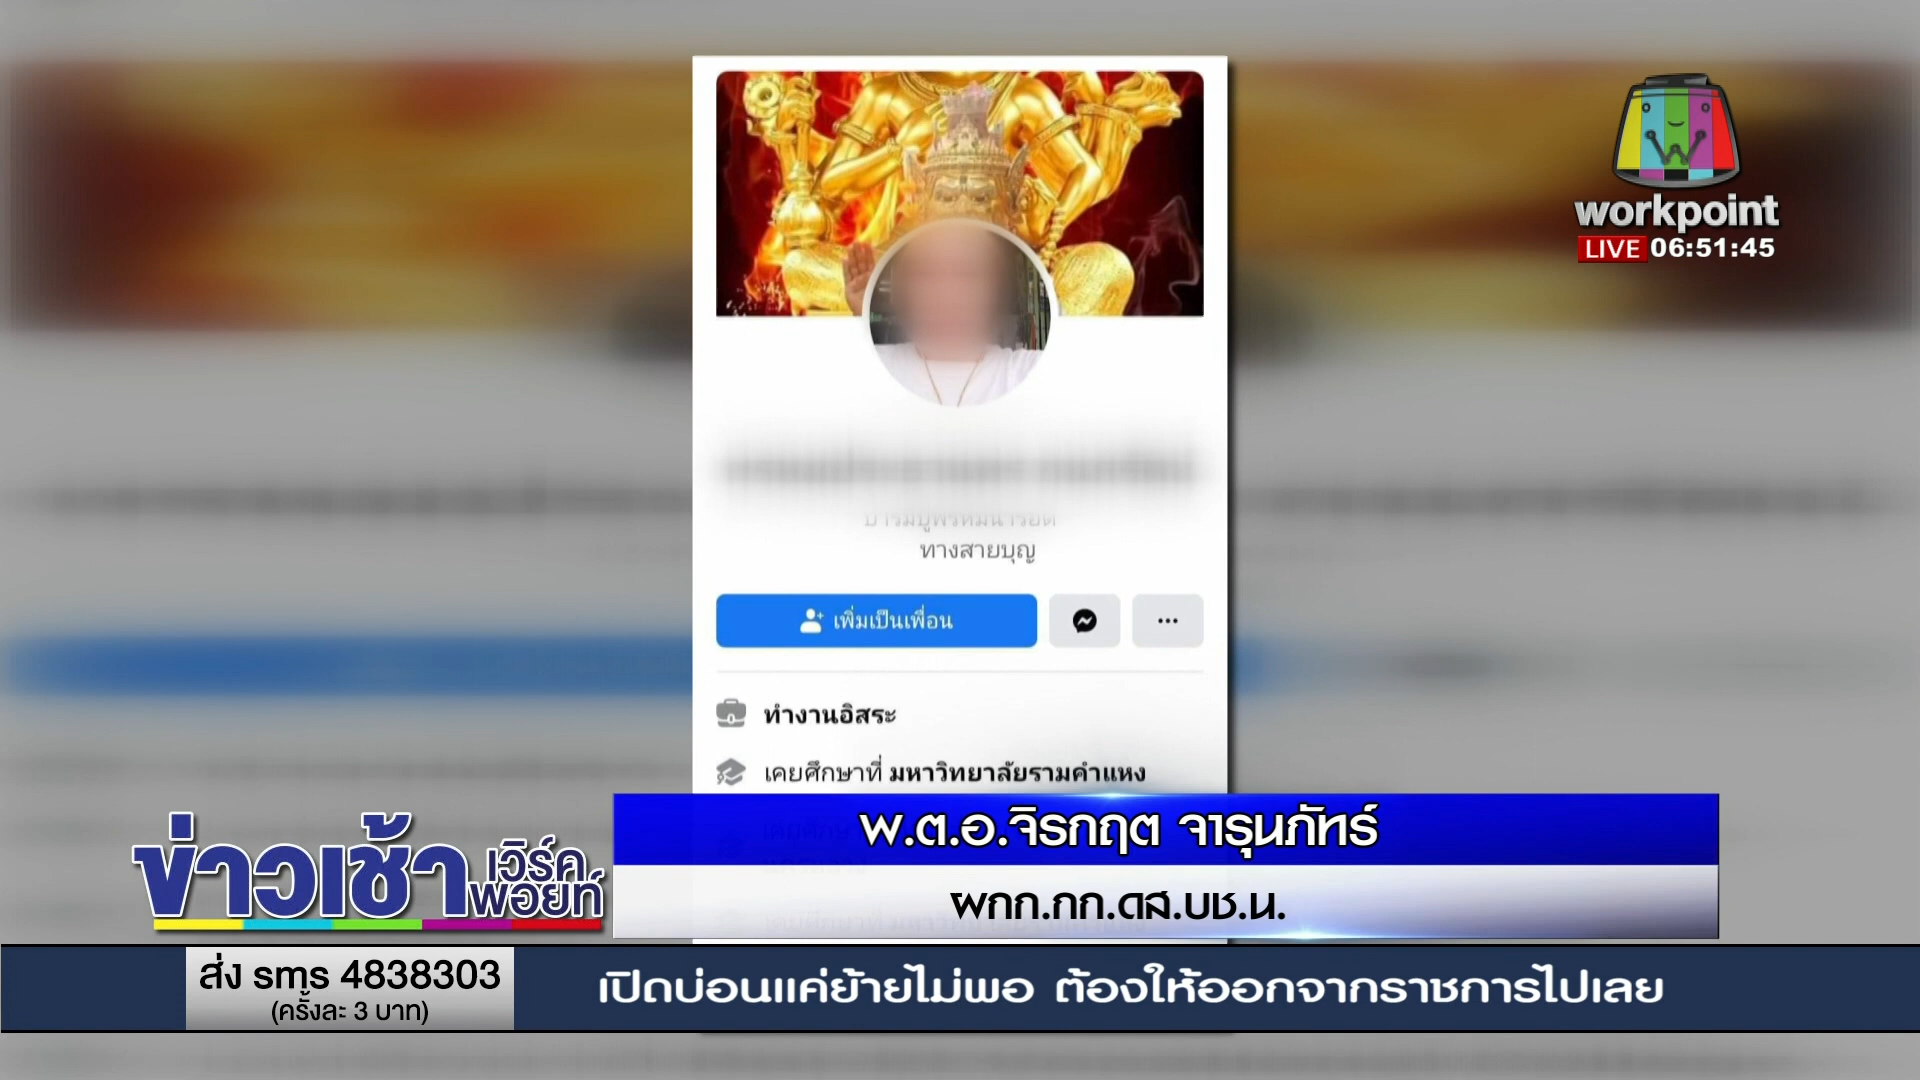 workpoint
LIVE 06:51:45
ทางสายบุญ
เพิ่มเป็นเพื่อน
ทำงานอิสระ
เคยศึกษาที่ มหาวิทยาลัยรามคำแหง
พ.ต.อ.จิรกฤต จารุนภัทร์
ผกก.กก.ดส.บช.น.
ข่าวเช้าเวิร์คพอยท์
ส่ง sms 4838303
(ครั้งละ 3 บาท)
เปิดบ่อนแค่ย้ายไม่พอ ต้องให้ออกจากราชการไปเลย